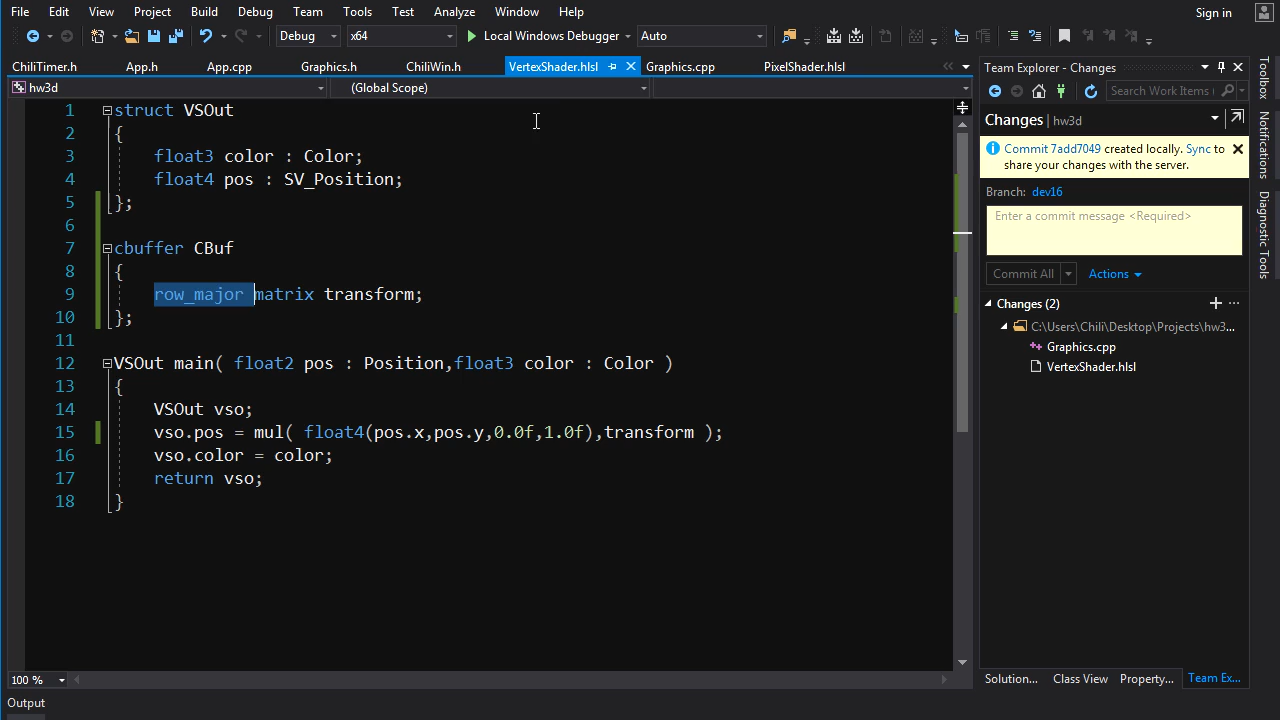 File Edit View Project Build Debug Team Tools Test Analyze Window Help Sign in
Debug x64 Local Windows Debugger Auto
ChiliTimer.h App.h App.cpp Graphics.h ChiliWin.h VertexShader.hlsl Graphics.cpp PixelShader.hlsl
hw3d (Global Scope)
1 struct VSOut
2 {
3 float3 color : Color;
4 float4 pos : SV_Position;
5 };
6
7 cbuffer CBuf
8 {
9 row_major matrix transform;
10 };
11
12 VSOut main( float2 pos : Position,float3 color : Color )
13 {
14 VSOut vso;
15 vso.pos = mul( float4(pos.x,pos.y,0.0f,1.0f),transform );
16 vso.color = color;
17 return vso;
18 }
100 %
Output
Team Explorer - Changes
Search Work Items
Changes | hw3d
Commit 7add7049 created locally. Sync to
share your changes with the server.
Branch: dev16
Enter a commit message <Required>
Commit All Actions
Changes (2)
C:\Users\Chili\Desktop\Projects\hw3...
Graphics.cpp
VertexShader.hlsl
Solution... Class View Property... Team Ex...
Toolbox
Notifications
Diagnostic Tools